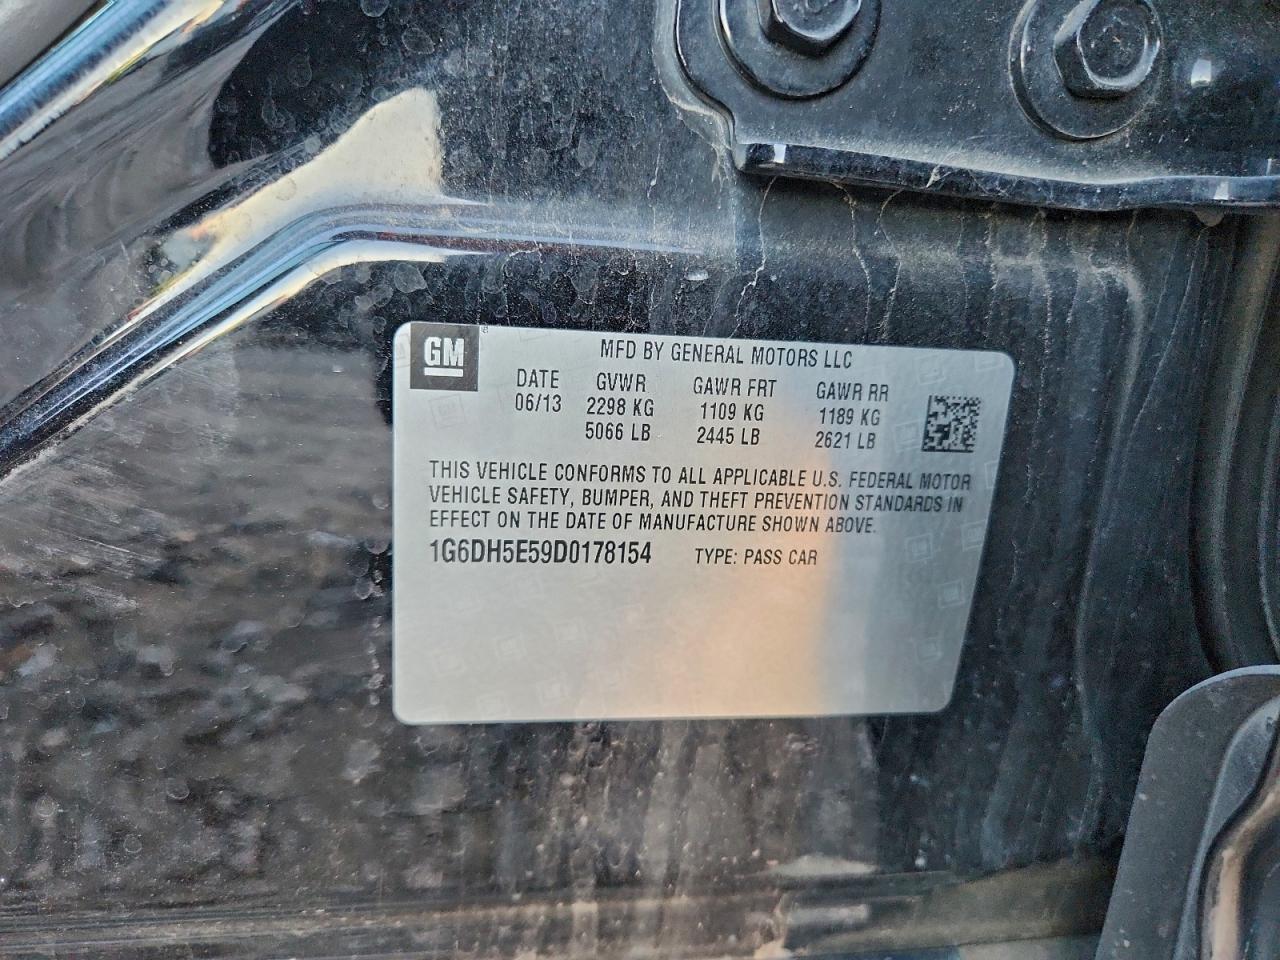 GM
MFD BY GENERAL MOTORS LLC
DATE GVWR GAWR FRT GAWR RR
06/13 2298 KG 1109 KG 1189 KG
5066 LB 2445 LB 2621 LB
THIS VEHICLE CONFORMS TO ALL APPLICABLE U.S. FEDERAL MOTOR
VEHICLE SAFETY, BUMPER, AND THEFT PREVENTION STANDARDS IN
EFFECT ON THE DATE OF MANUFACTURE SHOWN ABOVE.
1G6DH5E59D0178154 TYPE: PASS CAR